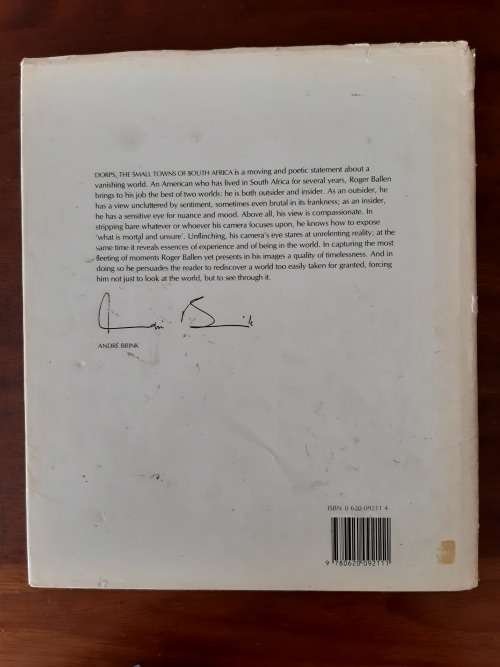 DORPS, THE SMALL TOWNS OF SOUTH AFRICA is a moving and poetic statement about a
vanishing world. An American who has lived in South Africa for several years, Roger Ballen
brings to his job the best of two worlds: he is both outsider and insider. As an outsider, he
has a view uncluttered by sentiment, sometimes even brutal in its frankness; as an insider,
he has a sensitive eye for nuance and mood. Above all, his view is compassionate. In
stripping bare whatever or whoever his camera focuses upon, he knows how to expose
'what is mortal and unsure'. Unflinching, his camera's eye stares at unrelenting reality; at the
same time it reveals essences of experience and of being in the world. In capturing the most
fleeting of moments Roger Ballen yet presents in his images a quality of timelessness. And in
doing so he persuades the reader to rediscover a world too easily taken for granted, forcing
him not just to look at the world, but to see through it.
ANDRÉ BRINK
ISBN 0 620 09211 4
9 780620 092111